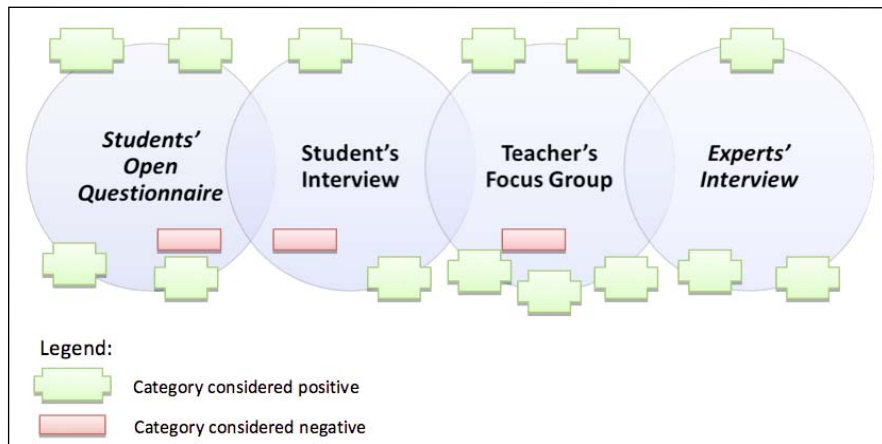 Students'
Open
Questionnaire
Student's
Interview
Teacher's
Focus Group
Experts'
Interview
Legend:
Category considered positive
Category considered negative